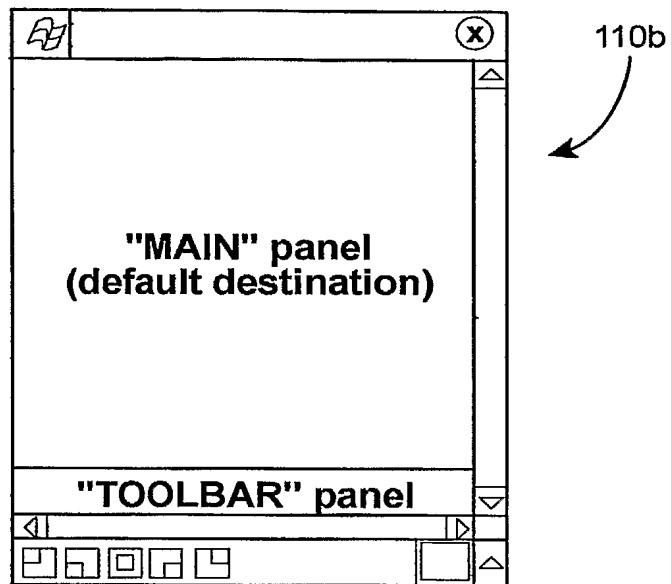 X
110b
"MAIN" panel
(default destination)
"TOOLBAR" panel